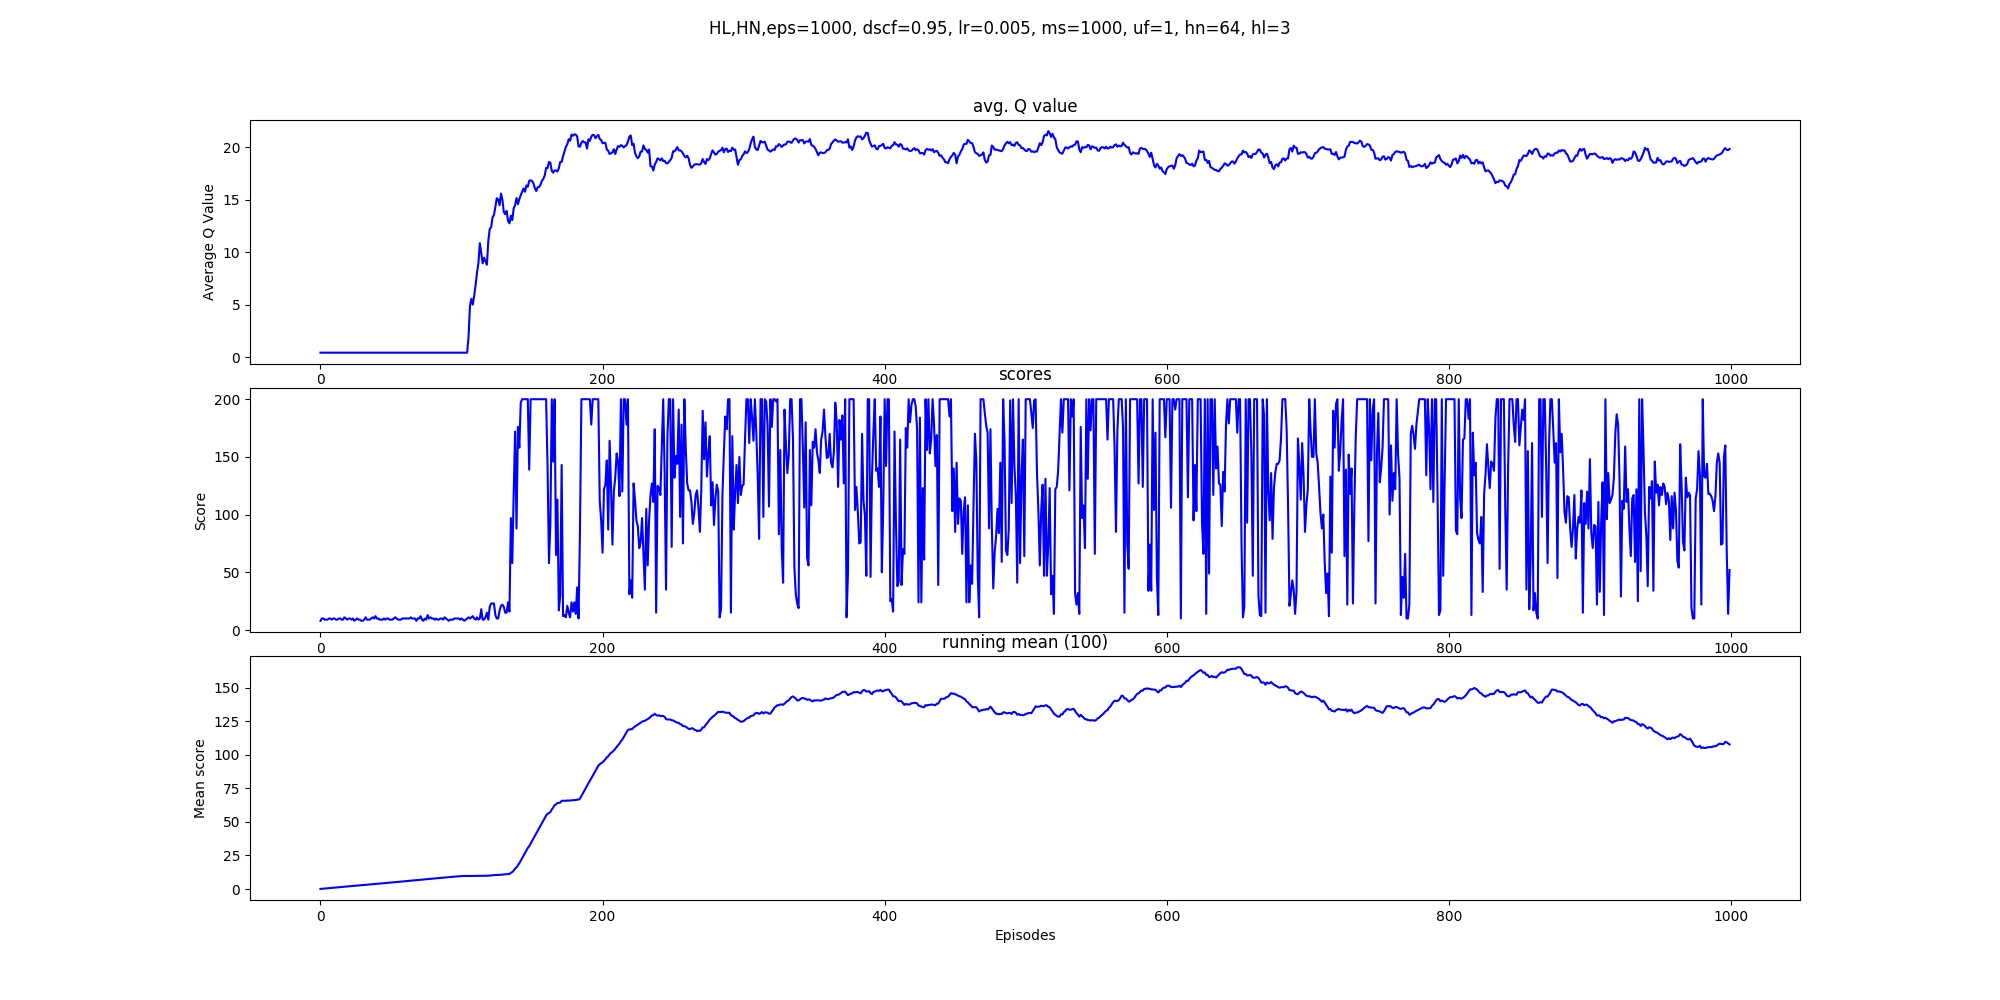 HL,HN,eps=1000, dscf=0.95, lr=0.005, ms=1000, uf=1, hn=64, hl=3
avg. Q value
Average Q Value
20
15
10
5
0
0 200 400 600 800 1000
scores
Score
200
150
100
50
0
0 200 400 600 800 1000
running mean (100)
Mean score
150
125
100
75
50
25
0
0 200 400 600 800 1000
Episodes